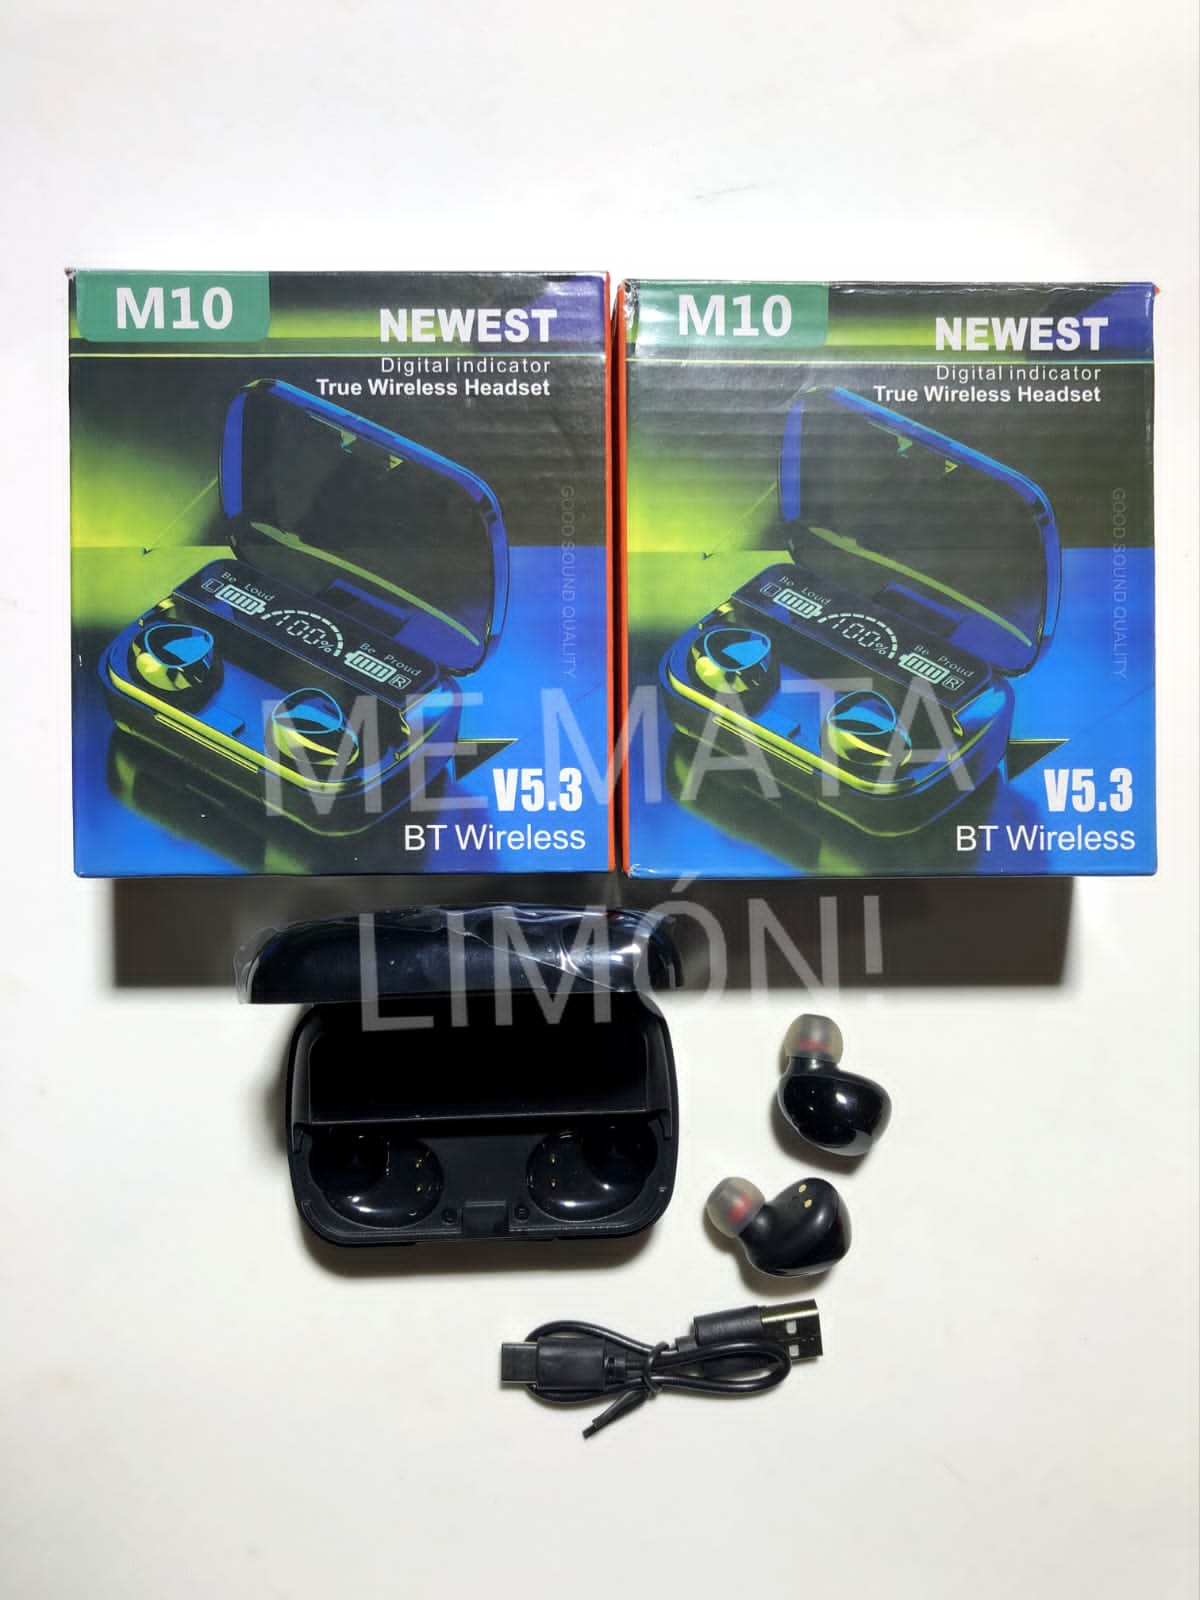 M10
NEWEST
Digital indicator
True Wireless Headset
GOOD SOUND QUALITY
Be Loud
L
100%
Be Proud
R
V5.3
BT Wireless
M10
NEWEST
Digital indicator
True Wireless Headset
GOOD SOUND QUALITY
Be Loud
L
100%
Be Proud
R
V5.3
BT Wireless
ME MATA
LIMÓN!